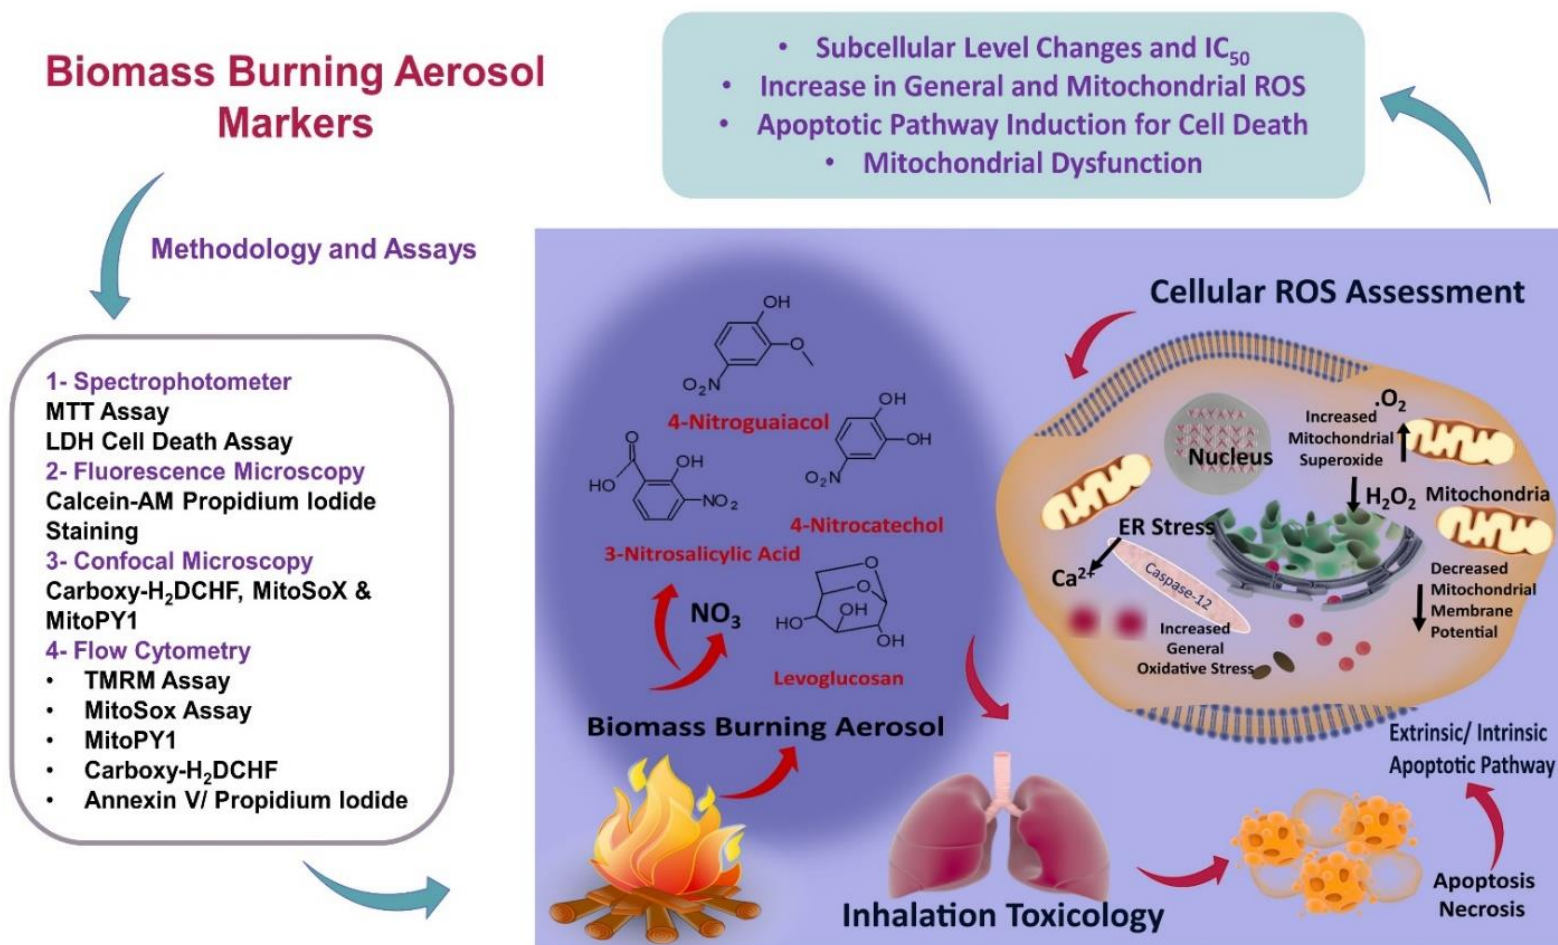 Biomass Burning Aerosol
Markers
Methodology and Assays
1- Spectrophotometer
MTT Assay
LDH Cell Death Assay
2- Fluorescence Microscopy
Calcein-AM Propidium Iodide
Staining
3- Confocal Microscopy
Carboxy-H₂DCHF, MitoSoX &
MitoPY1
4- Flow Cytometry
• TMRM Assay
• MitoSox Assay
• MitoPY1
• Carboxy-H₂DCHF
• Annexin V/ Propidium Iodide
• Subcellular Level Changes and IC₅₀
• Increase in General and Mitochondrial ROS
• Apoptotic Pathway Induction for Cell Death
• Mitochondrial Dysfunction
OH
O
O₂N
4-Nitroguaiacol
OH
OH
O₂N
4-Nitrocatechol
O
OH
HO
NO₂
3-Nitrosalicylic Acid
NO₃
O
O
OH
HO
OH
Levoglucosan
Biomass Burning Aerosol
Inhalation Toxicology
Cellular ROS Assessment
.O₂
Increased
Mitochondrial
Superoxide
Nucleus
H₂O₂
Mitochondria
ER Stress
Ca²⁺
Caspase-12
Increased
General
Oxidative Stress
Decreased
Mitochondrial
Membrane
Potential
Extrinsic/ Intrinsic
Apoptotic Pathway
Apoptosis
Necrosis